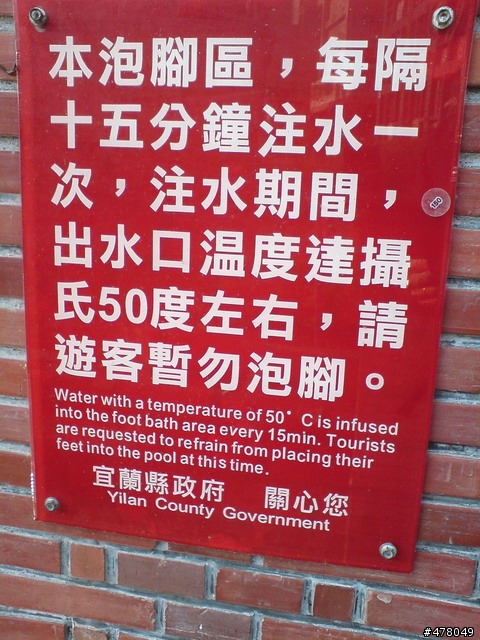 本泡腳區，每隔
十五分鐘注水一
次，注水期間，
出水口温度達攝
氏50度左右，請
遊客暫勿泡腳。
Water with a temperature of 50°C is infused
into the foot bath area every 15min. Tourists
are requested to refrain from placing their
feet into the pool at this time.
宜蘭縣政府 關心您
Yilan County Government
#478049